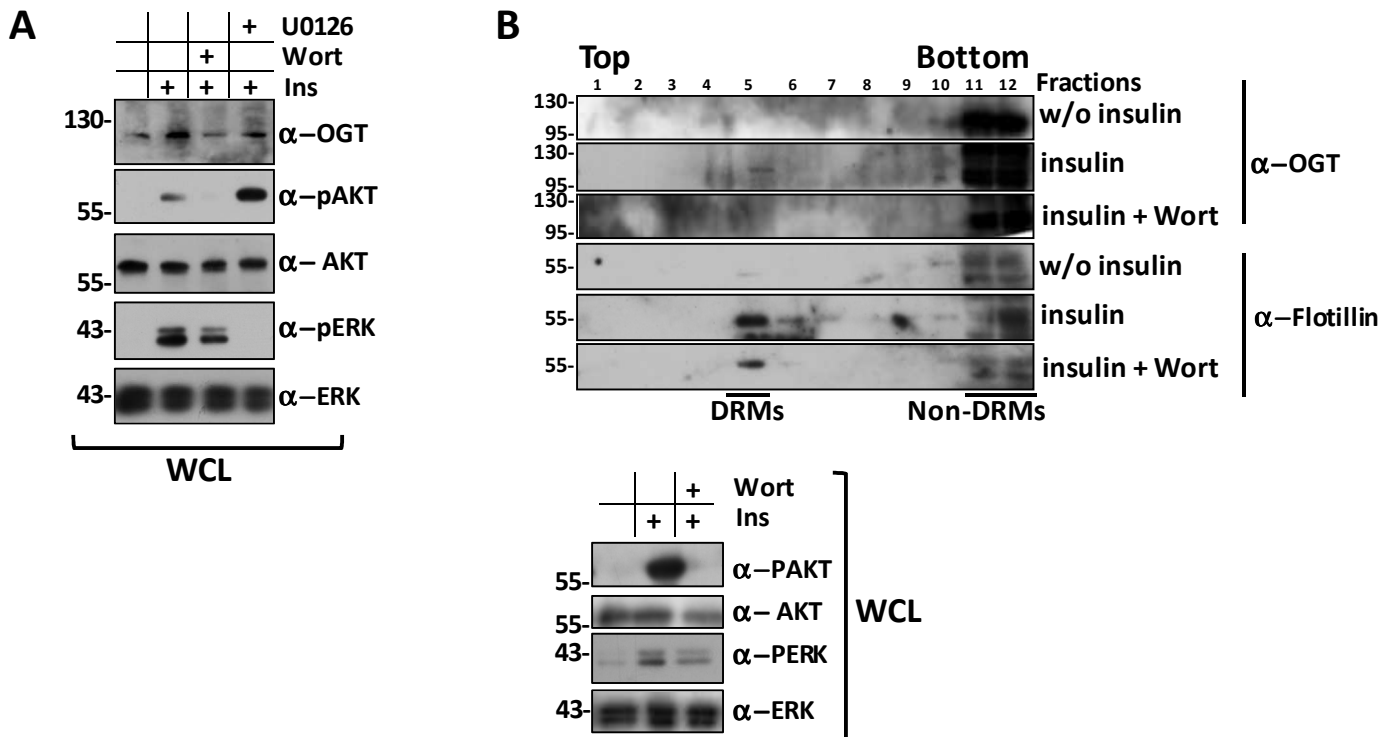 A
+ U0126
+ Wort
+ + + Ins
130- α–OGT
55- α–pAKT
55- α– AKT
43- α–pERK
43- α–ERK
WCL
B
Top Bottom
1 2 3 4 5 6 7 8 9 10 11 12 Fractions
130- 95- w/o insulin
130- 95- insulin
130- 95- insulin + Wort
α–OGT
55- w/o insulin
55- insulin
55- insulin + Wort
α–Flotillin
DRMs Non-DRMs
+ Wort
+ + Ins
55- α–PAKT
55- α– AKT
43- α–PERK
43- α–ERK
WCL